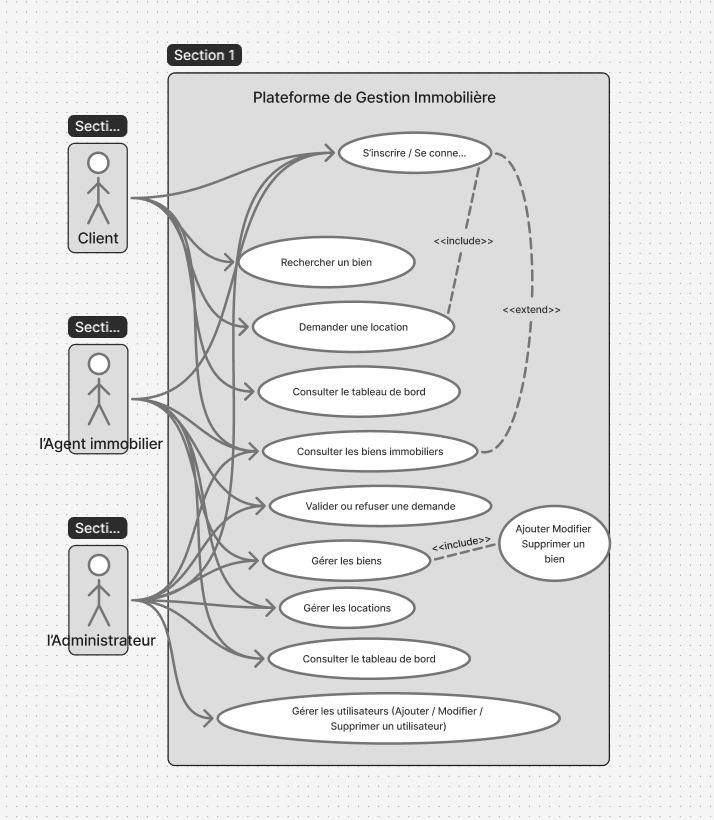 Section 1
Plateforme de Gestion Immobilière
Secti...
Client
S'inscrire / Se conne...
<<include>>
Rechercher un bien
<<extend>>
Secti...
Demander une location
Consulter le tableau de bord
l'Agent immobilier
Consulter les biens immobiliers
Valider ou refuser une demande
Secti...
Ajouter Modifier
Supprimer un
bien
<<include>>
Gérer les biens
Gérer les locations
l'Administrateur
Consulter le tableau de bord
Gérer les utilisateurs (Ajouter / Modifier /
Supprimer un utilisateur)